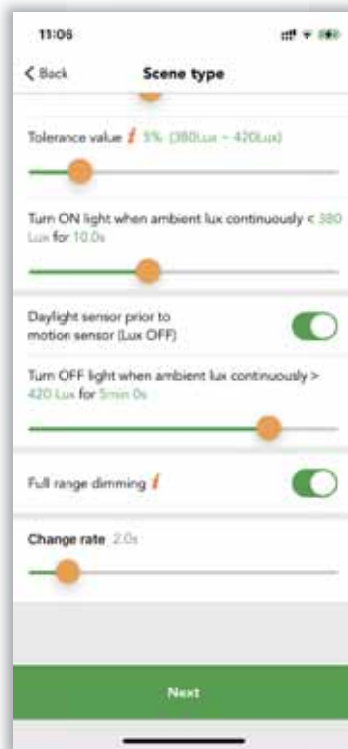 11:06
Back
Scene type
Tolerance value i 5% (380Lux ~ 420Lux)
Turn ON light when ambient lux continuously < 380
Lux for 10.0s
Daylight sensor prior to
motion sensor (Lux OFF)
Turn OFF light when ambient lux continuously >
420 Lux for 5min 0s
Full range dimming i
Change rate 2.0s
Next